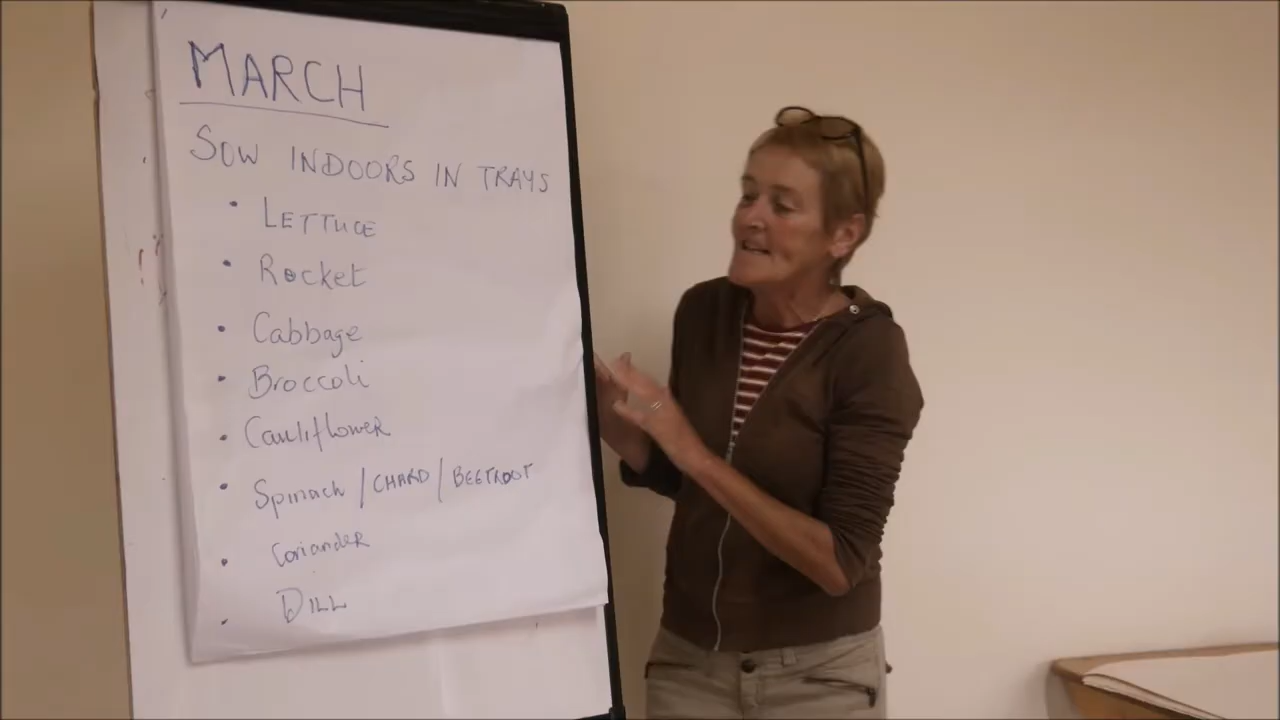 MARCH
SOW INDOORS IN TRAYS
• LETTUCE
• Rocket
• Cabbage
• Broccoli
• Cauliflower
• Spinach / CHARD / BEETROOT
• Coriander
• DILL